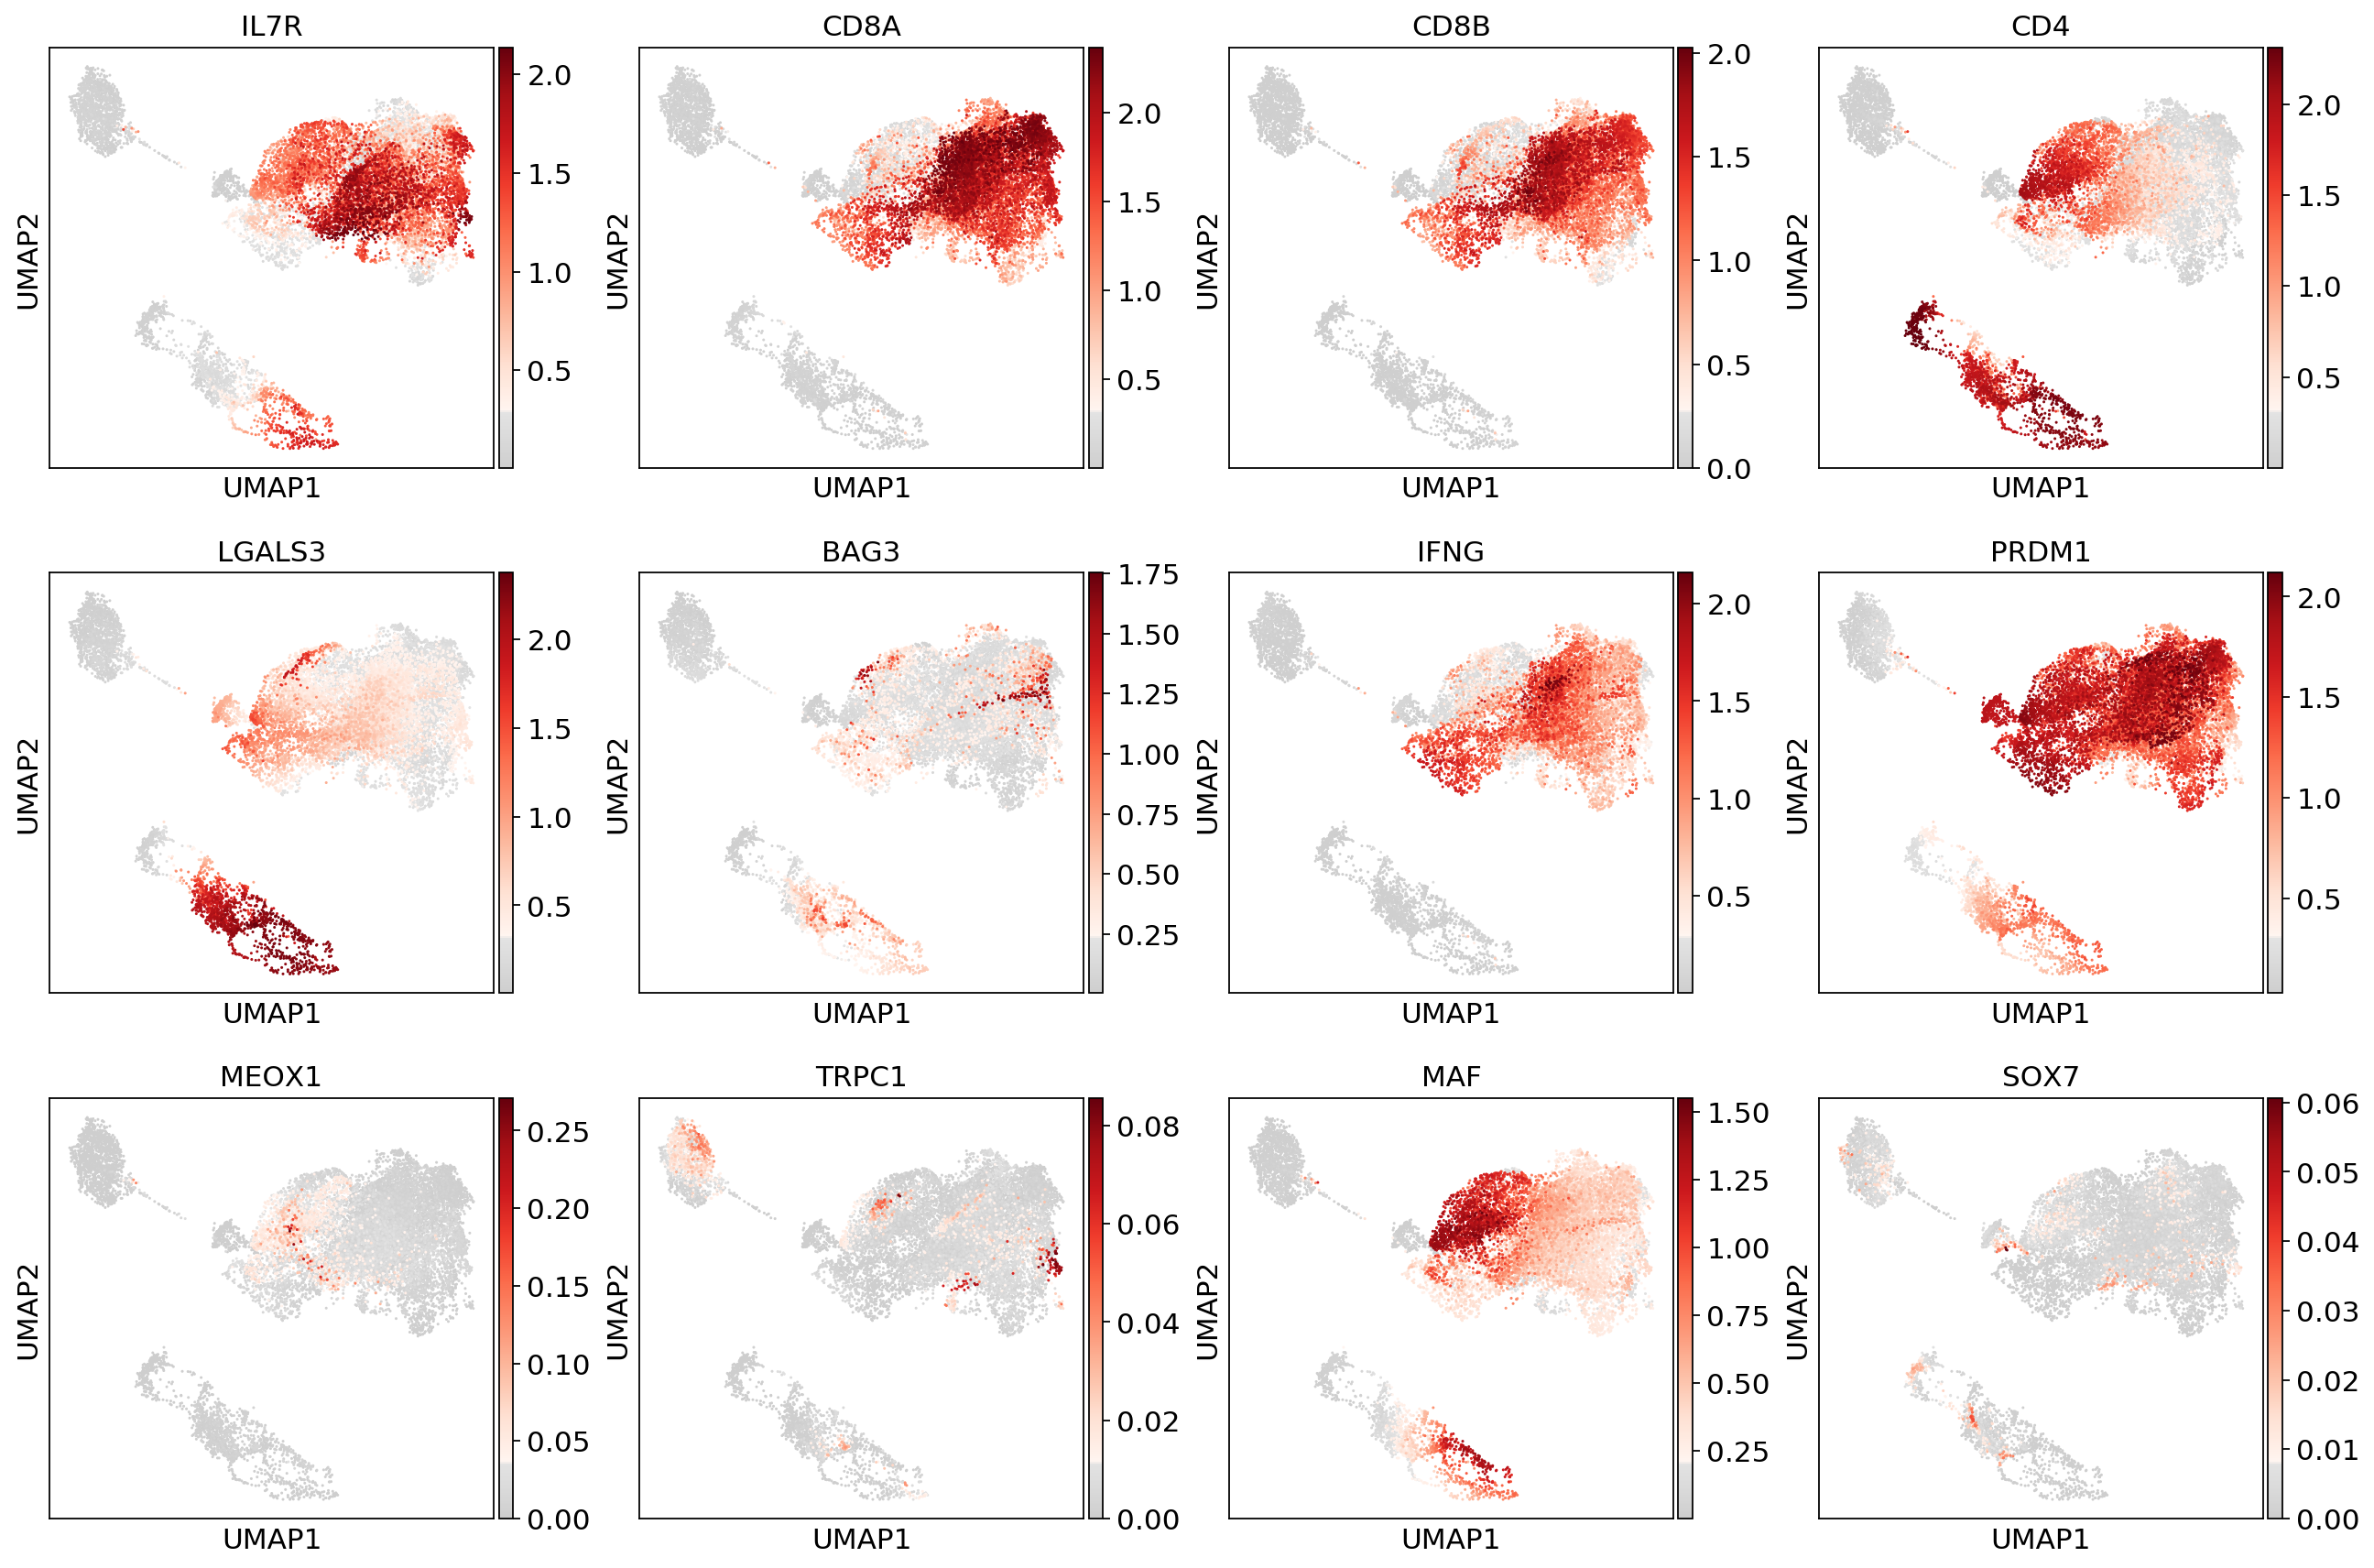 IL7R
CD8A
CD8B
CD4
UMAP2
2.0
1.5
1.0
0.5
UMAP1
UMAP2
2.0
1.5
1.0
0.5
UMAP1
UMAP2
2.0
1.5
1.0
0.5
0.0
UMAP1
UMAP2
2.0
1.5
1.0
0.5
UMAP1
LGALS3
BAG3
IFNG
PRDM1
UMAP2
2.0
1.5
1.0
0.5
UMAP1
UMAP2
1.75
1.50
1.25
1.00
0.75
0.50
0.25
UMAP1
UMAP2
2.0
1.5
1.0
0.5
UMAP1
UMAP2
2.0
1.5
1.0
0.5
UMAP1
MEOX1
TRPC1
MAF
SOX7
UMAP2
0.25
0.20
0.15
0.10
0.05
0.00
UMAP1
UMAP2
0.08
0.06
0.04
0.02
0.00
UMAP1
UMAP2
1.50
1.25
1.00
0.75
0.50
0.25
UMAP1
UMAP2
0.06
0.05
0.04
0.03
0.02
0.01
0.00
UMAP1